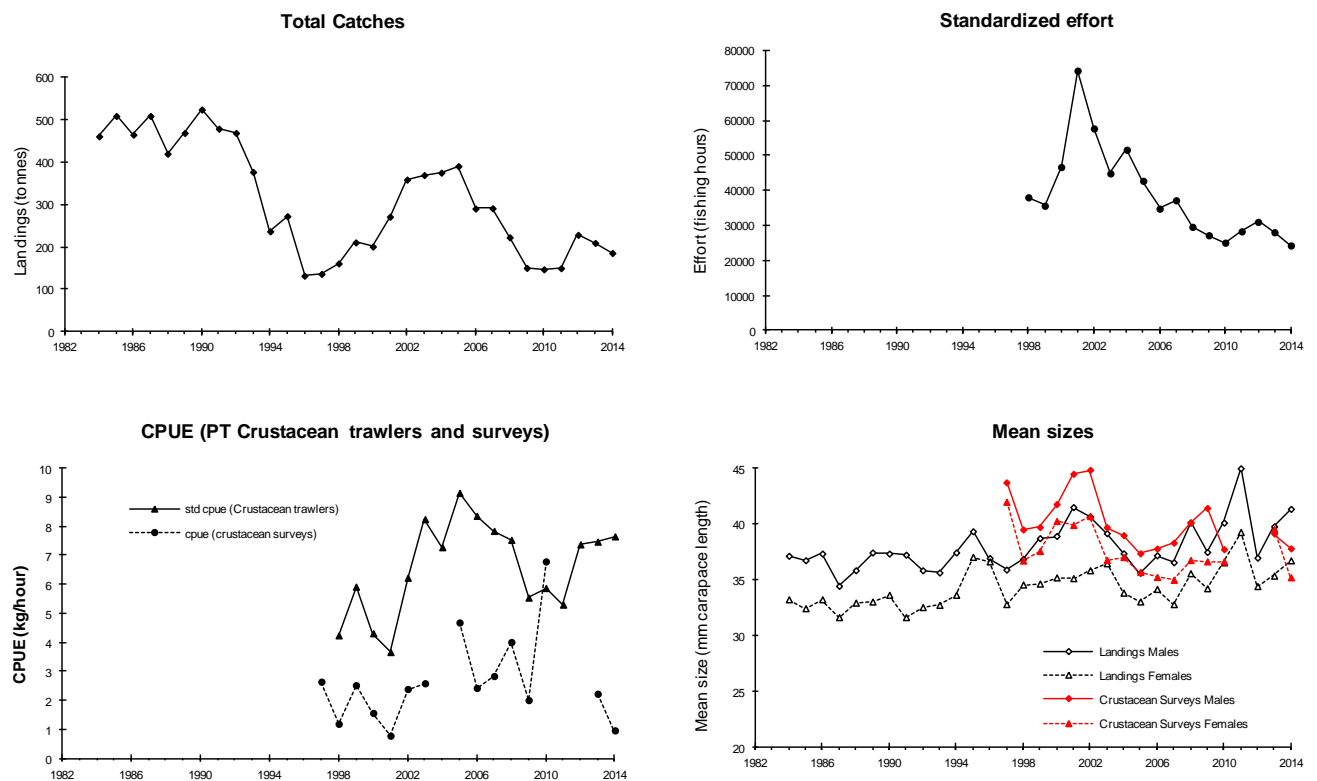 Total Catches
600
500
400
300
200
100
0
Landings (tonnes)
1982 1986 1990 1994 1998 2002 2006 2010 2014
Standardized effort
80000
70000
60000
50000
40000
30000
20000
10000
0
Effort (fishing hours)
1982 1986 1990 1994 1998 2002 2006 2010 2014
CPUE (PT Crustacean trawlers and surveys)
10
9
8
7
6
5
4
3
2
1
0
CPUE (kg/hour)
std cpue (Crustacean trawlers)
cpue (crustacean surveys)
1982 1986 1990 1994 1998 2002 2006 2010 2014
Mean sizes
45
40
35
30
25
20
Mean size (mm carapace length)
Landings Males
Landings Females
Crustacean Surveys Males
Crustacean Surveys Females
1982 1986 1990 1994 1998 2002 2006 2010 2014